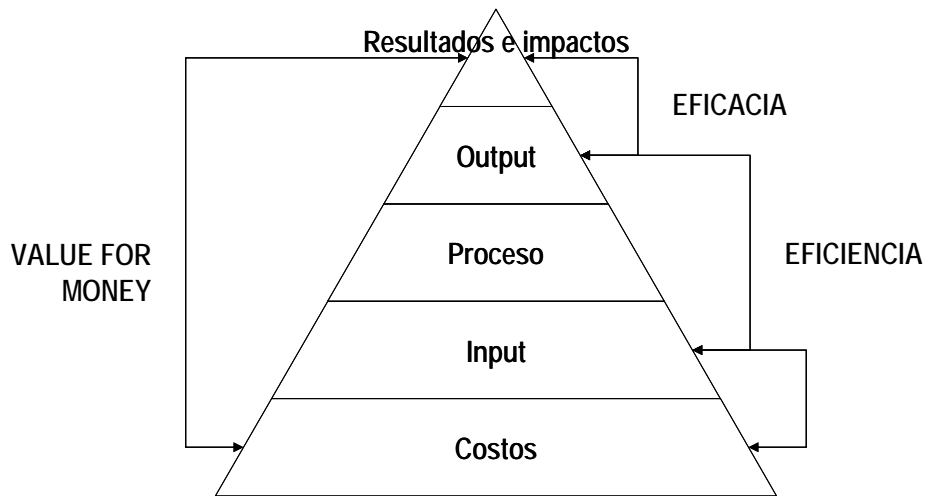 Resultados e impactos
EFICACIA
Output
VALUE FOR
MONEY
Proceso
EFICIENCIA
Input
Costos